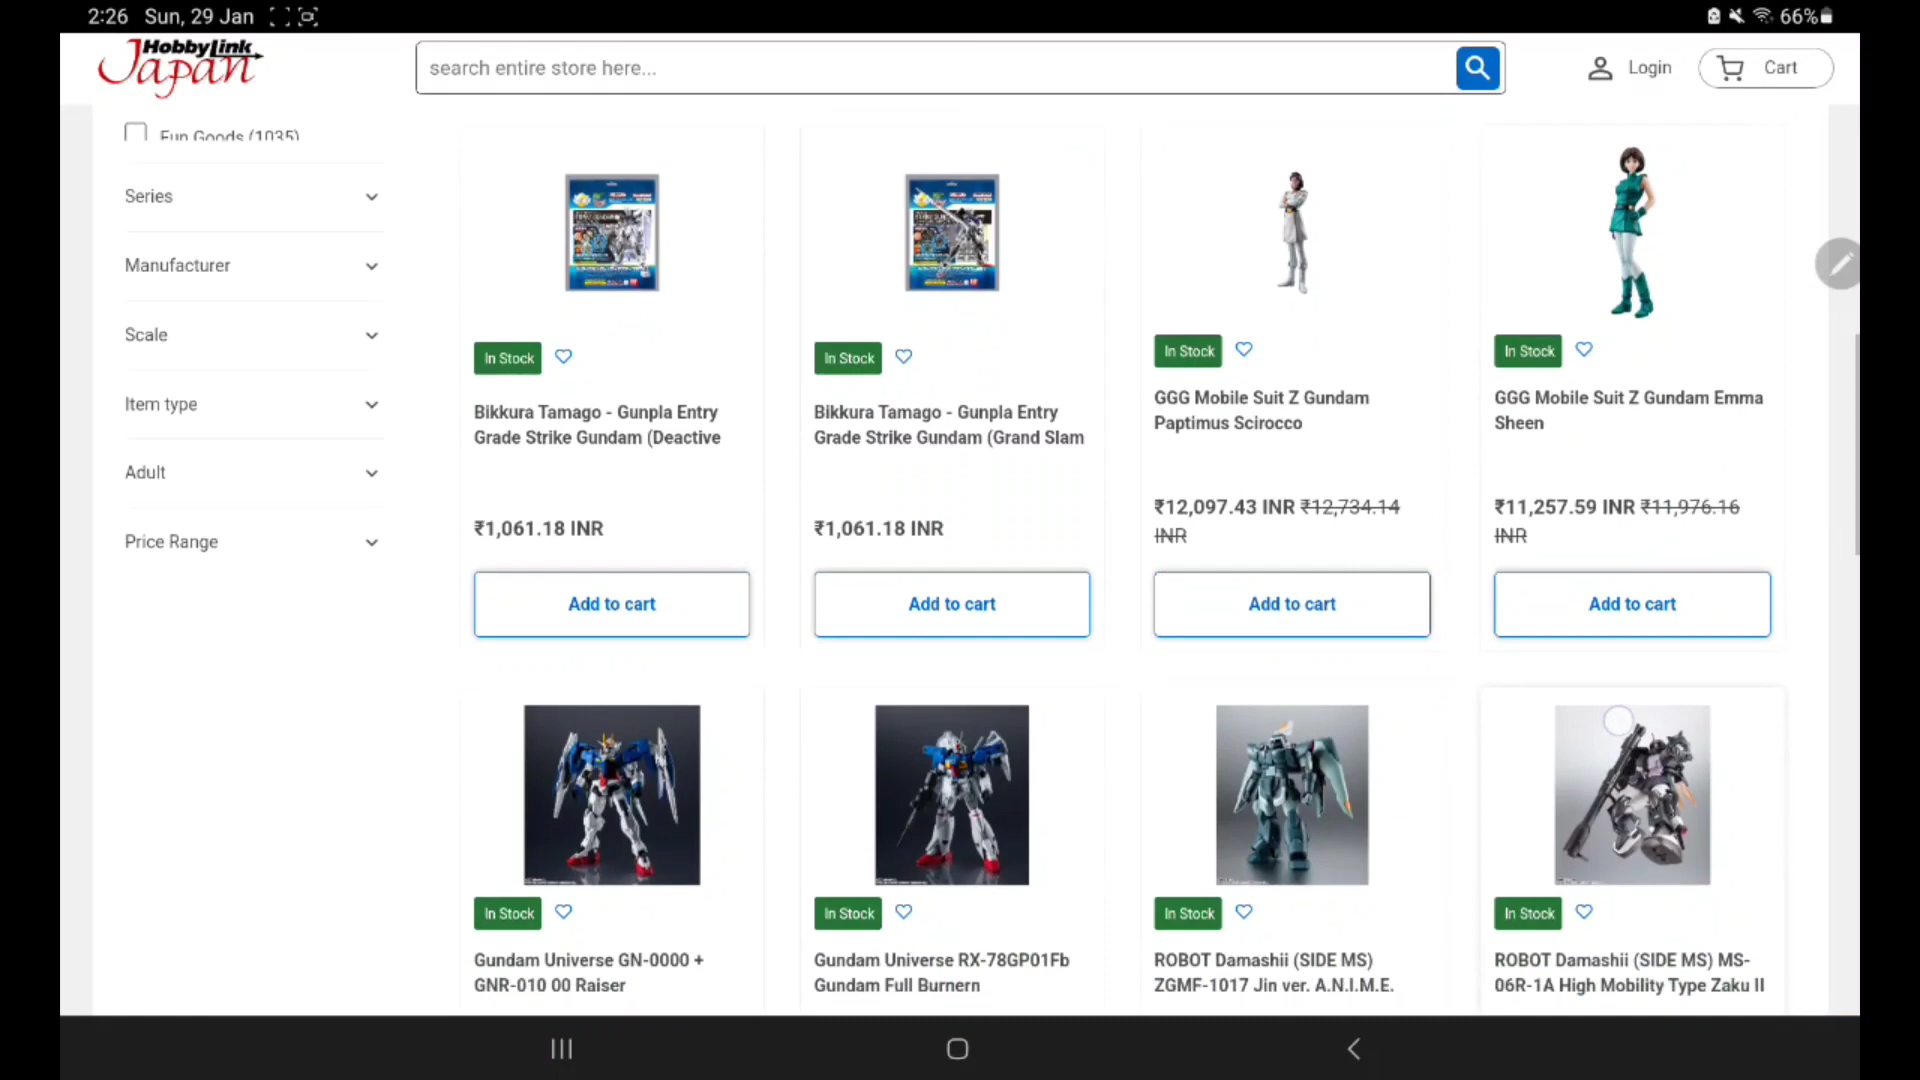 2:26 Sun, 29 Jan
66%
HobbyLink
Japan
search entire store here...
Login
Cart
Fun Goods (1035)
Series
Manufacturer
Scale
Item type
Adult
Price Range
In Stock
Bikkura Tamago - Gunpla Entry
Grade Strike Gundam (Deactive
₹1,061.18 INR
Add to cart
In Stock
Bikkura Tamago - Gunpla Entry
Grade Strike Gundam (Grand Slam
₹1,061.18 INR
Add to cart
In Stock
GGG Mobile Suit Z Gundam
Paptimus Scirocco
₹12,097.43 INR ₹12,734.14
INR
Add to cart
In Stock
GGG Mobile Suit Z Gundam Emma
Sheen
₹11,257.59 INR ₹11,976.16
INR
Add to cart
In Stock
Gundam Universe GN-0000 +
GNR-010 00 Raiser
In Stock
Gundam Universe RX-78GP01Fb
Gundam Full Burnern
In Stock
ROBOT Damashii (SIDE MS)
ZGMF-1017 Jin ver. A.N.I.M.E.
In Stock
ROBOT Damashii (SIDE MS) MS-
06R-1A High Mobility Type Zaku II